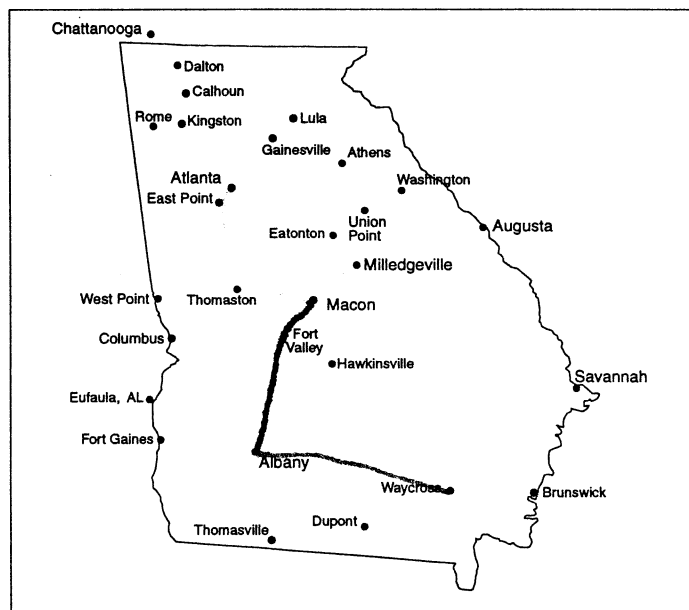 Chattanooga
Dalton
Calhoun
Rome
Kingston
Lula
Gainesville
Athens
Atlanta
Washington
East Point
Union
Point
Eatonton
Augusta
Milledgeville
West Point
Thomaston
Macon
Columbus
Fort
Valley
Hawkinsville
Savannah
Eufaula, AL
Fort Gaines
Albany
Waycross
Brunswick
Dupont
Thomasville